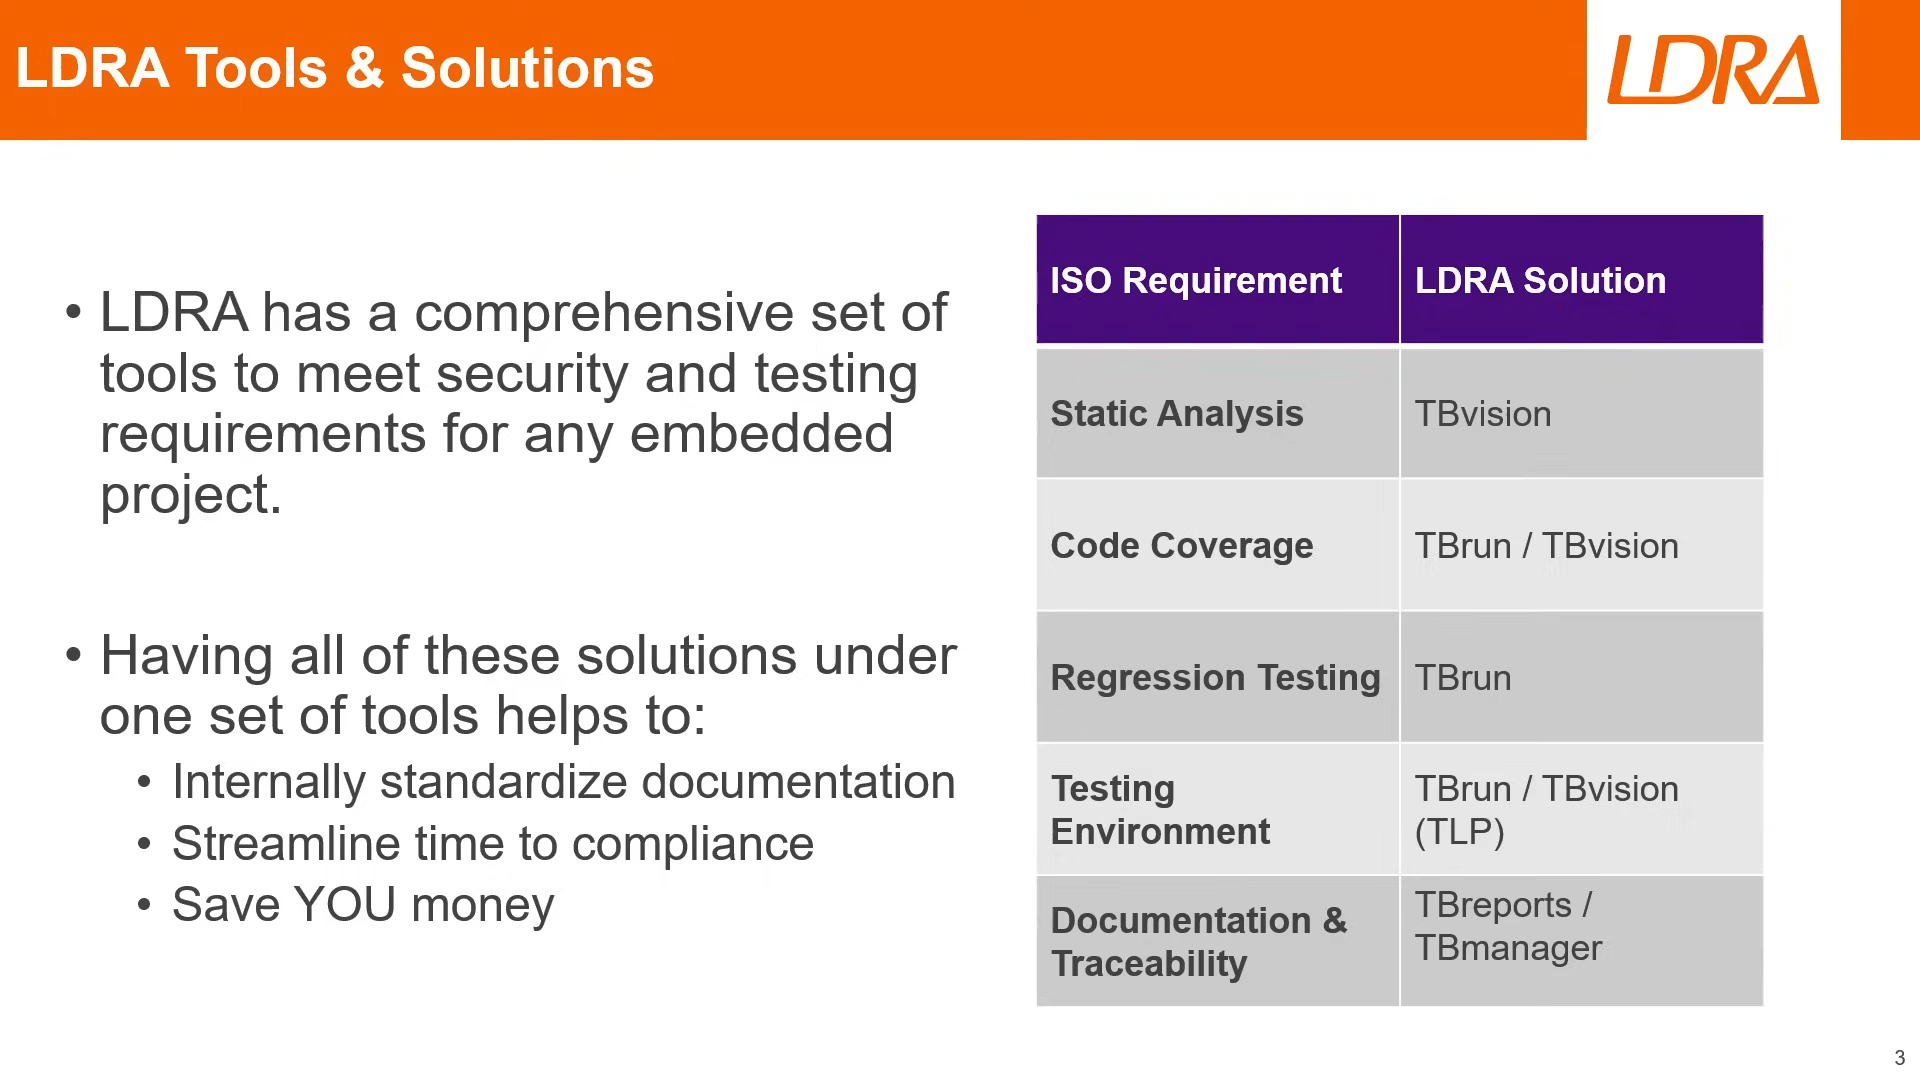 LDRA Tools & Solutions
LDRA
• LDRA has a comprehensive set of
tools to meet security and testing
requirements for any embedded
project.
• Having all of these solutions under
one set of tools helps to:
• Internally standardize documentation
• Streamline time to compliance
• Save YOU money
ISO Requirement LDRA Solution
Static Analysis TBvision
Code Coverage TBrun / TBvision
Regression Testing TBrun
Testing
Environment
TBrun / TBvision
(TLP)
Documentation &
Traceability
TBreports /
TBmanager
3